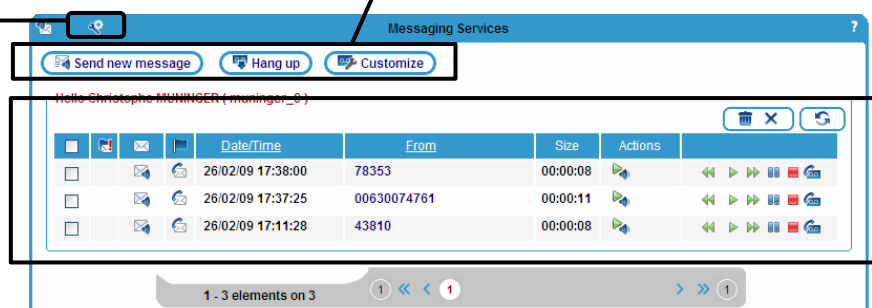 Messaging Services ?
Send new message Hang up Customize
Hello Christophe MUNINGER ( muninger_8 )
Date/Time From Size Actions
26/02/09 17:38:00 78353 00:00:08
26/02/09 17:37:25 00630074761 00:00:11
26/02/09 17:11:28 43810 00:00:08
1 - 3 elements on 3 1 « < 1 > » 1